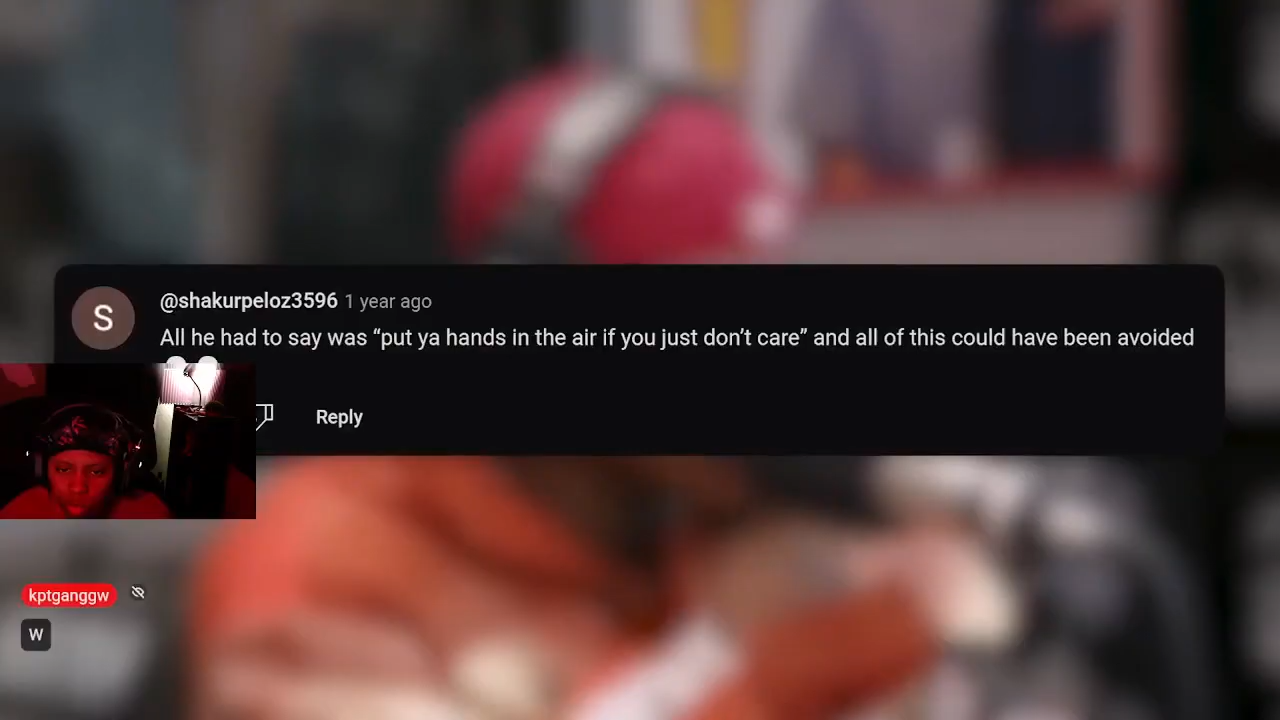 S
@shakurpeloz3596 1 year ago
All he had to say was “put ya hands in the air if you just don’t care” and all of this could have been avoided
Reply
kptganggw
W